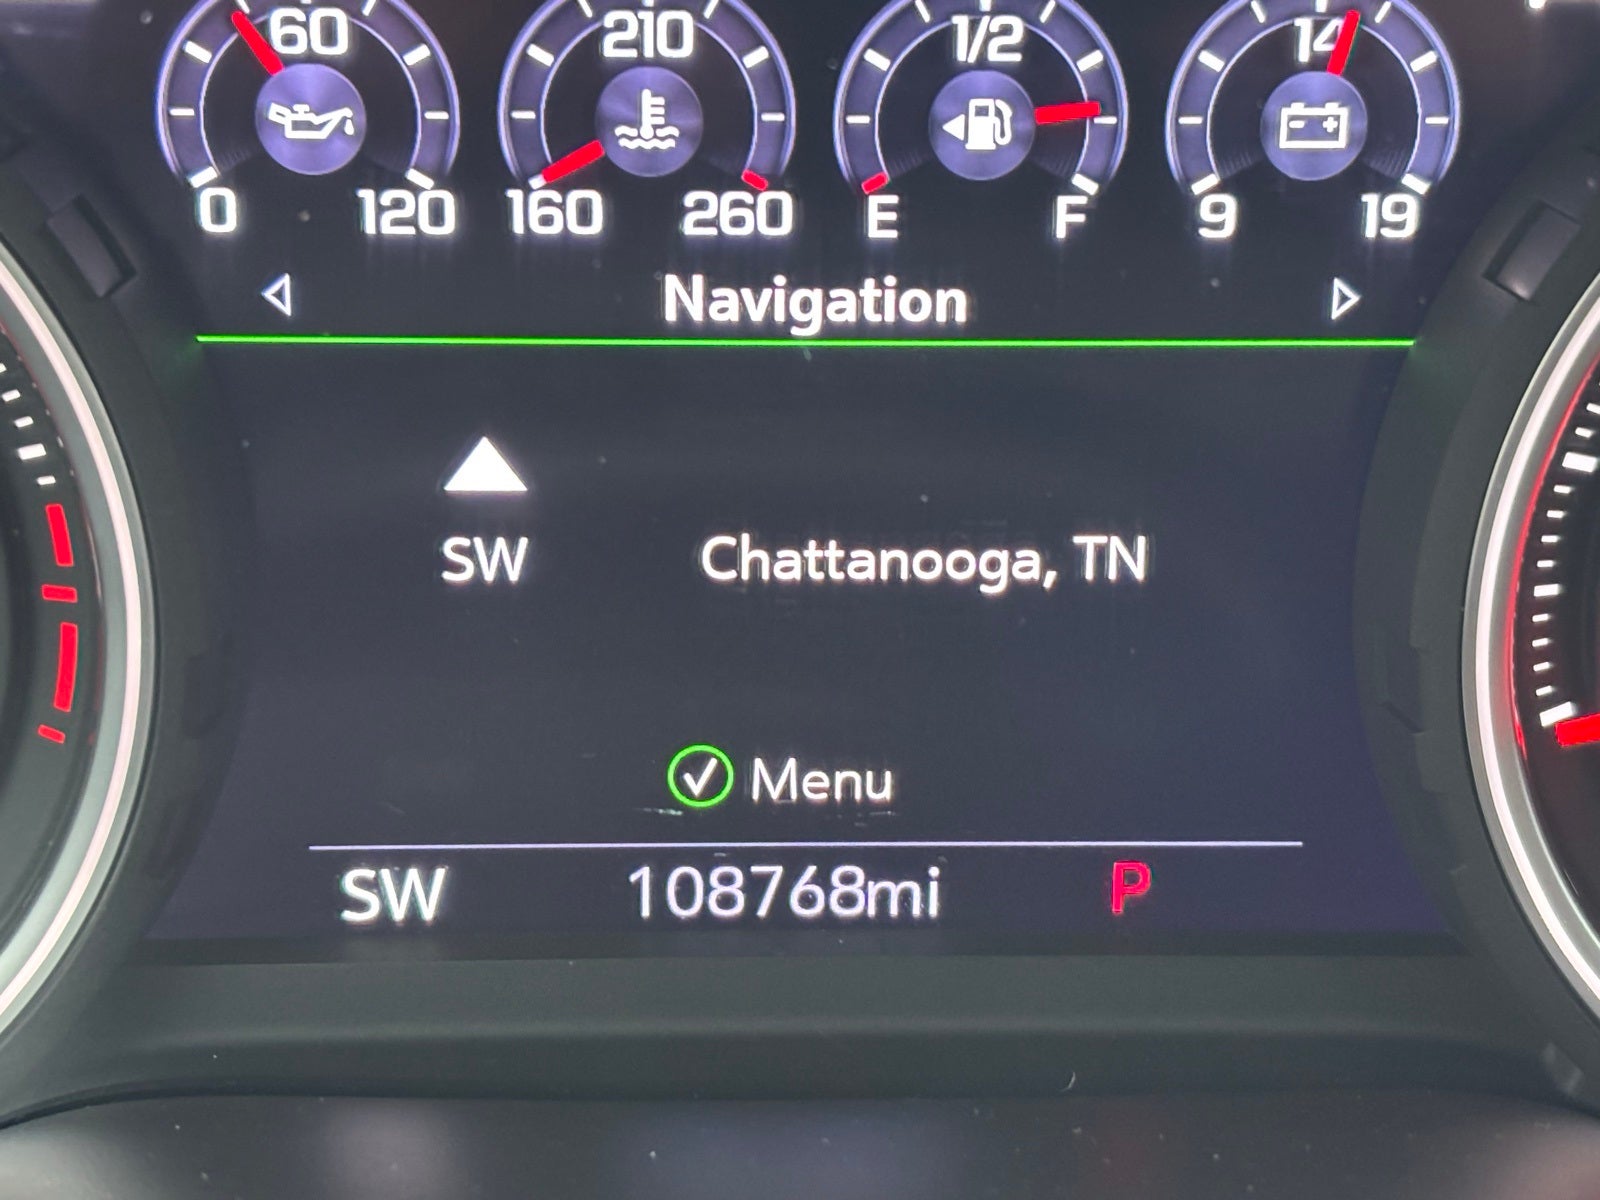 60 210 1/2 14
0 120 160 260 E F 9 19
Navigation
SW Chattanooga, TN
Menu
SW 108768mi P